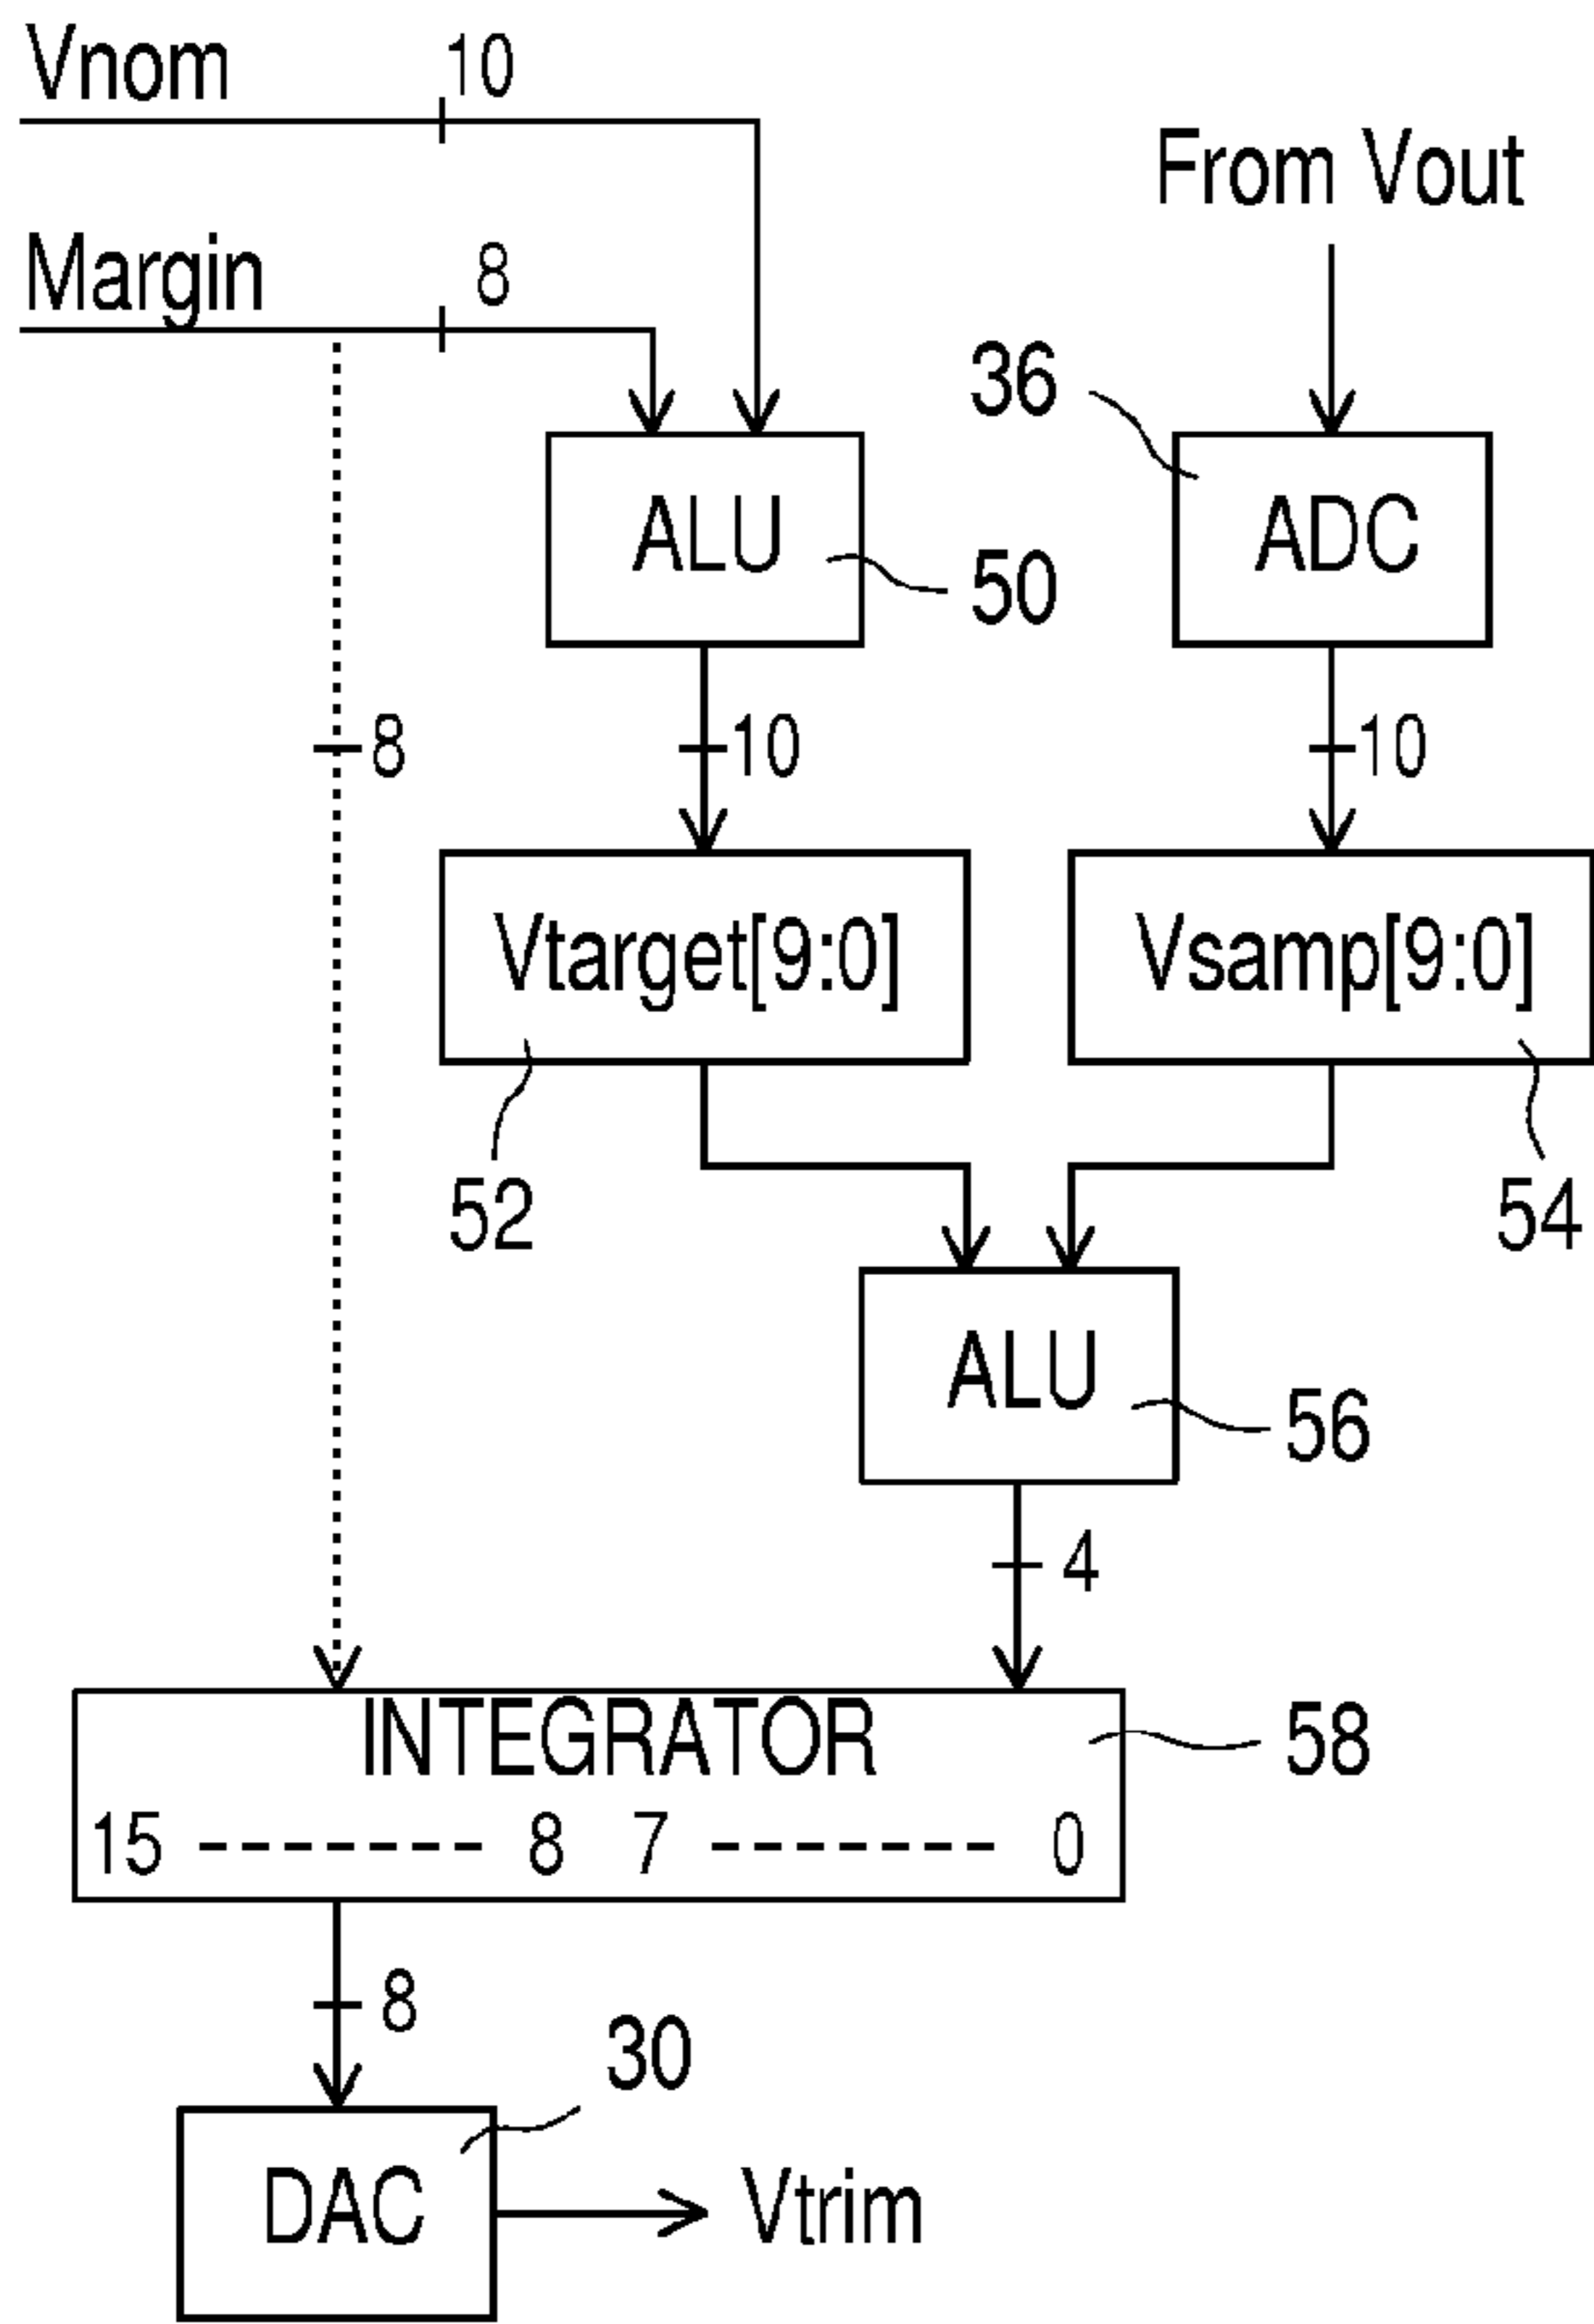 Vnom
10
From Vout
Margin
8
36
ALU
ADC
50
8
10
10
Vtarget[9:0]
Vsamp[9:0]
52
54
ALU
56
4
INTEGRATOR
58
15 ------- 8 7 ------- 0
8
30
DAC
Vtrim